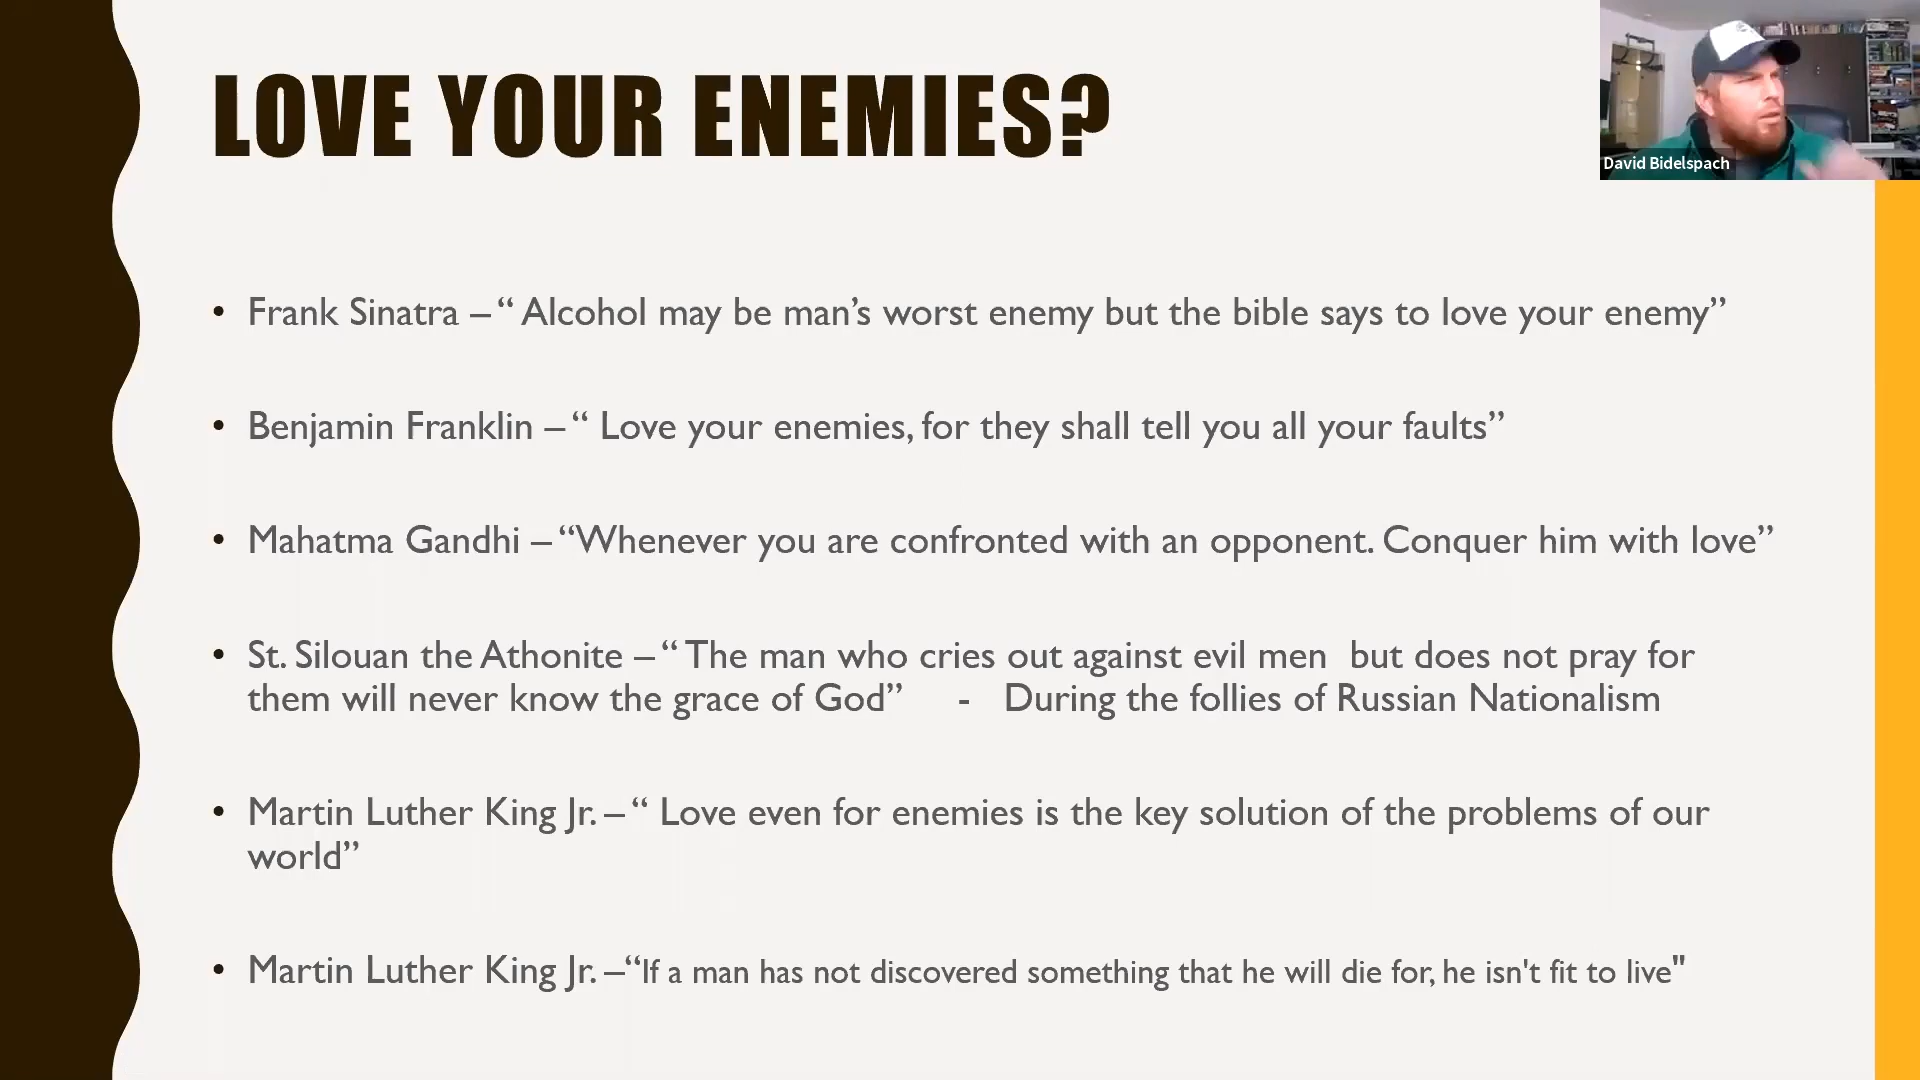 LOVE YOUR ENEMIES?
David Bidelspach
• Frank Sinatra – “ Alcohol may be man’s worst enemy but the bible says to love your enemy”
• Benjamin Franklin – “ Love your enemies, for they shall tell you all your faults”
• Mahatma Gandhi – “Whenever you are confronted with an opponent. Conquer him with love”
• St. Silouan the Athonite – “ The man who cries out against evil men  but does not pray for
them will never know the grace of God”    -   During the follies of Russian Nationalism
• Martin Luther King Jr. – “ Love even for enemies is the key solution of the problems of our
world”
• Martin Luther King Jr. –“If a man has not discovered something that he will die for, he isn't fit to live"